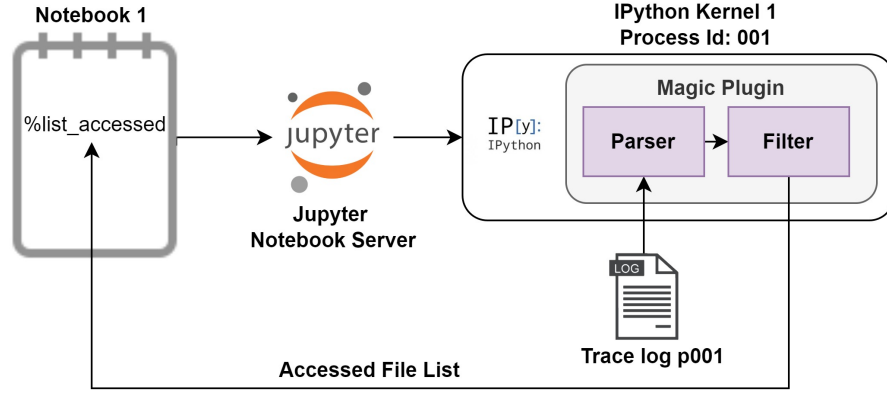 Notebook 1
%list_accessed
jupyter
Jupyter
Notebook Server
IPython Kernel 1
Process Id: 001
Magic Plugin
IP[y]:
IPython
Parser
Filter
LOG
Trace log p001
Accessed File List